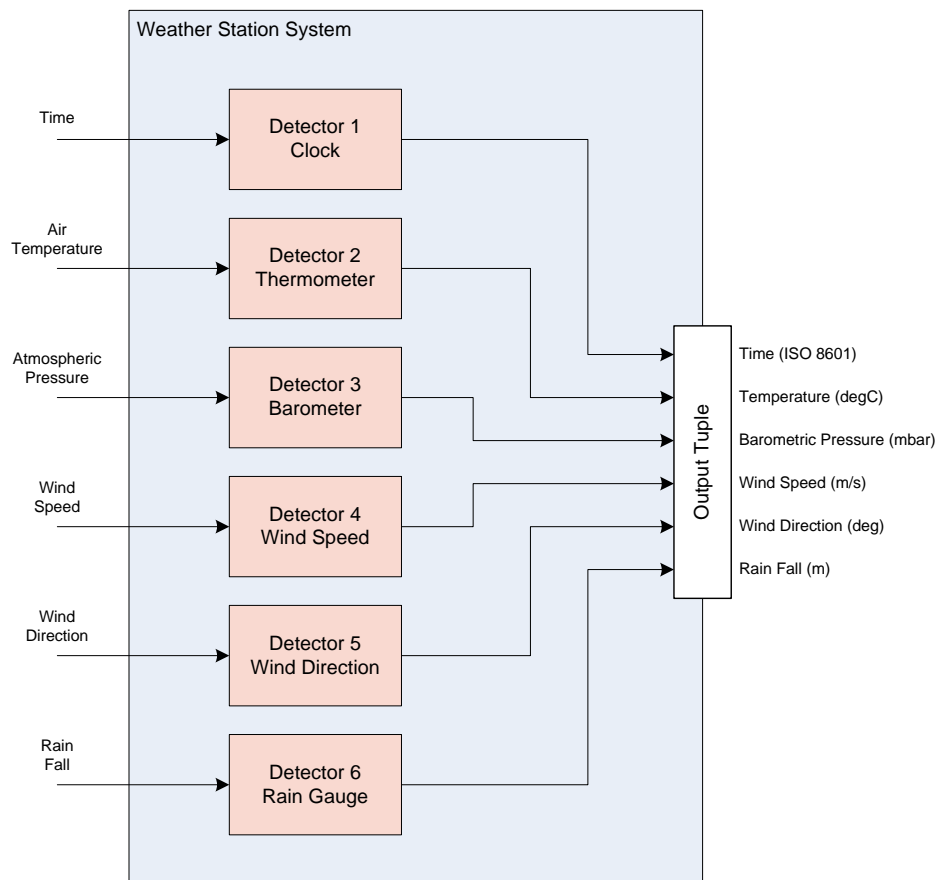 Weather Station System
Time
Detector 1
Clock
Air
Temperature
Detector 2
Thermometer
Atmospheric
Pressure
Detector 3
Barometer
Wind
Speed
Detector 4
Wind Speed
Wind
Direction
Detector 5
Wind Direction
Rain
Fall
Detector 6
Rain Gauge
Output Tuple
Time (ISO 8601)
Temperature (degC)
Barometric Pressure (mbar)
Wind Speed (m/s)
Wind Direction (deg)
Rain Fall (m)